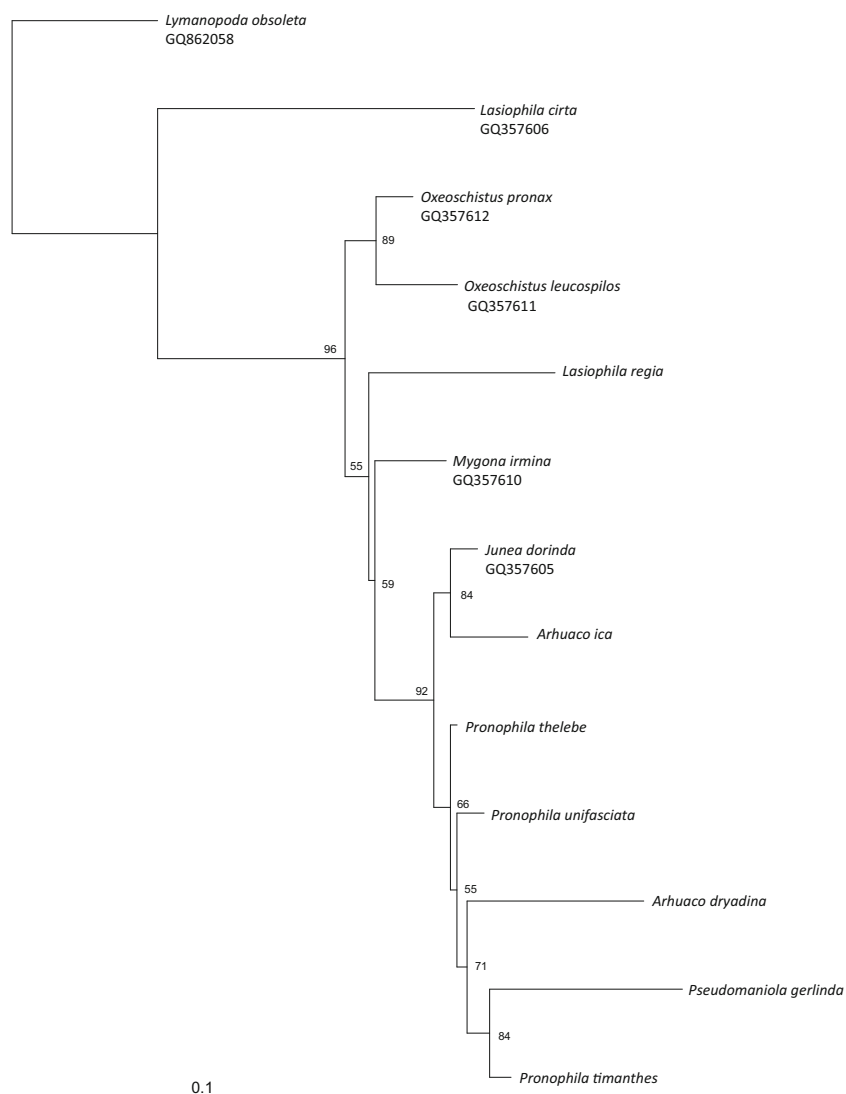 Lymanopoda obsoleta
GQ862058
Lasiophila cirta
GQ357606
Oxeoschistus pronax
GQ357612
89
Oxeoschistus leucospilos
GQ357611
96
Lasiophila regia
Mygona irmina
55
GQ357610
Junea dorinda
GQ357605
59
84
Arhuaco ica
92
Pronophila thelebe
66
Pronophila unifasciata
55
Arhuaco dryadina
71
Pseudomaniola gerlinda
84
Pronophila timanthes
0.1